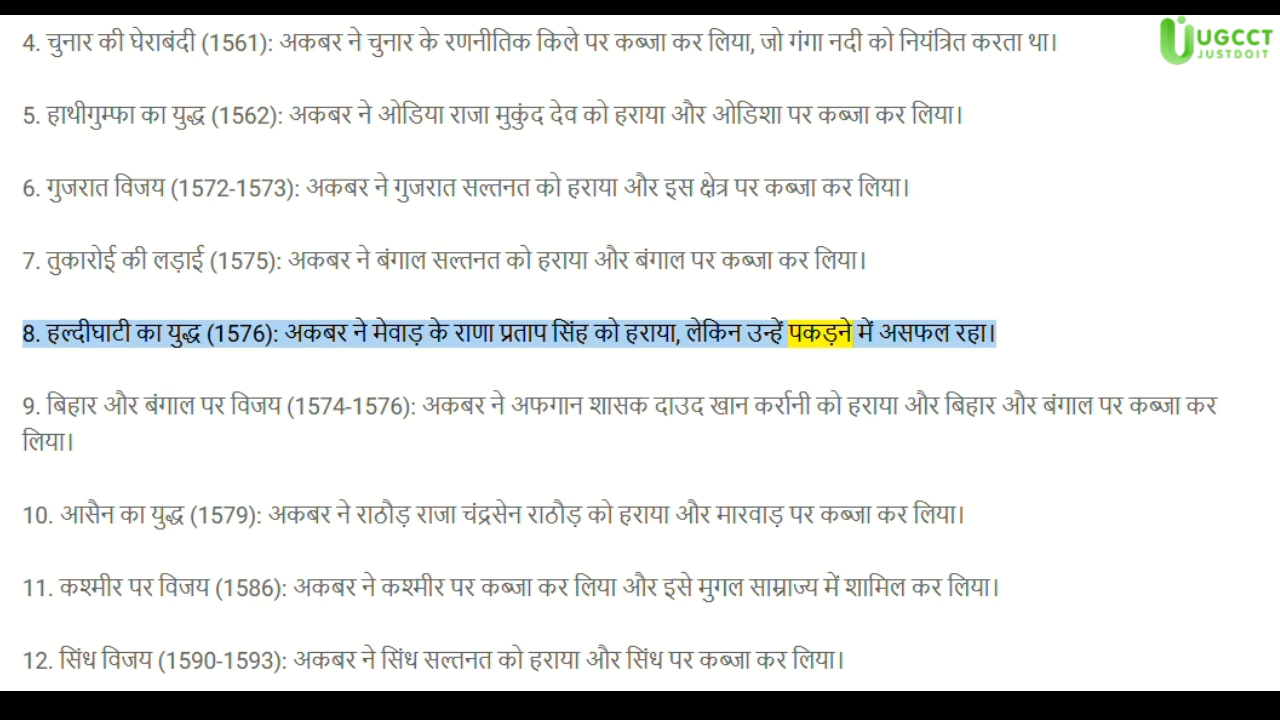 4. चुनार की घेराबंदी (1561): अकबर ने चुनार के रणनीतिक किले पर कब्जा कर लिया, जो गंगा नदी को नियंत्रित करता था।
UGCCT
JUSTDOIT
5. हाथीगुम्फा का युद्ध (1562): अकबर ने ओडिया राजा मुकुंद देव को हराया और ओडिशा पर कब्जा कर लिया।
6. गुजरात विजय (1572-1573): अकबर ने गुजरात सल्तनत को हराया और इस क्षेत्र पर कब्जा कर लिया।
7. तुकारोई की लड़ाई (1575): अकबर ने बंगाल सल्तनत को हराया और बंगाल पर कब्जा कर लिया।
8. हल्दीघाटी का युद्ध (1576): अकबर ने मेवाड़ के राणा प्रताप सिंह को हराया, लेकिन उन्हें पकड़ने में असफल रहा।
9. बिहार और बंगाल पर विजय (1574-1576): अकबर ने अफगान शासक दाउद खान कर्रानी को हराया और बिहार और बंगाल पर कब्जा कर
लिया।
10. आसैन का युद्ध (1579): अकबर ने राठौड़ राजा चंद्रसेन राठौड़ को हराया और मारवाड़ पर कब्जा कर लिया।
11. कश्मीर पर विजय (1586): अकबर ने कश्मीर पर कब्जा कर लिया और इसे मुगल साम्राज्य में शामिल कर लिया।
12. सिंध विजय (1590-1593): अकबर ने सिंध सल्तनत को हराया और सिंध पर कब्जा कर लिया।